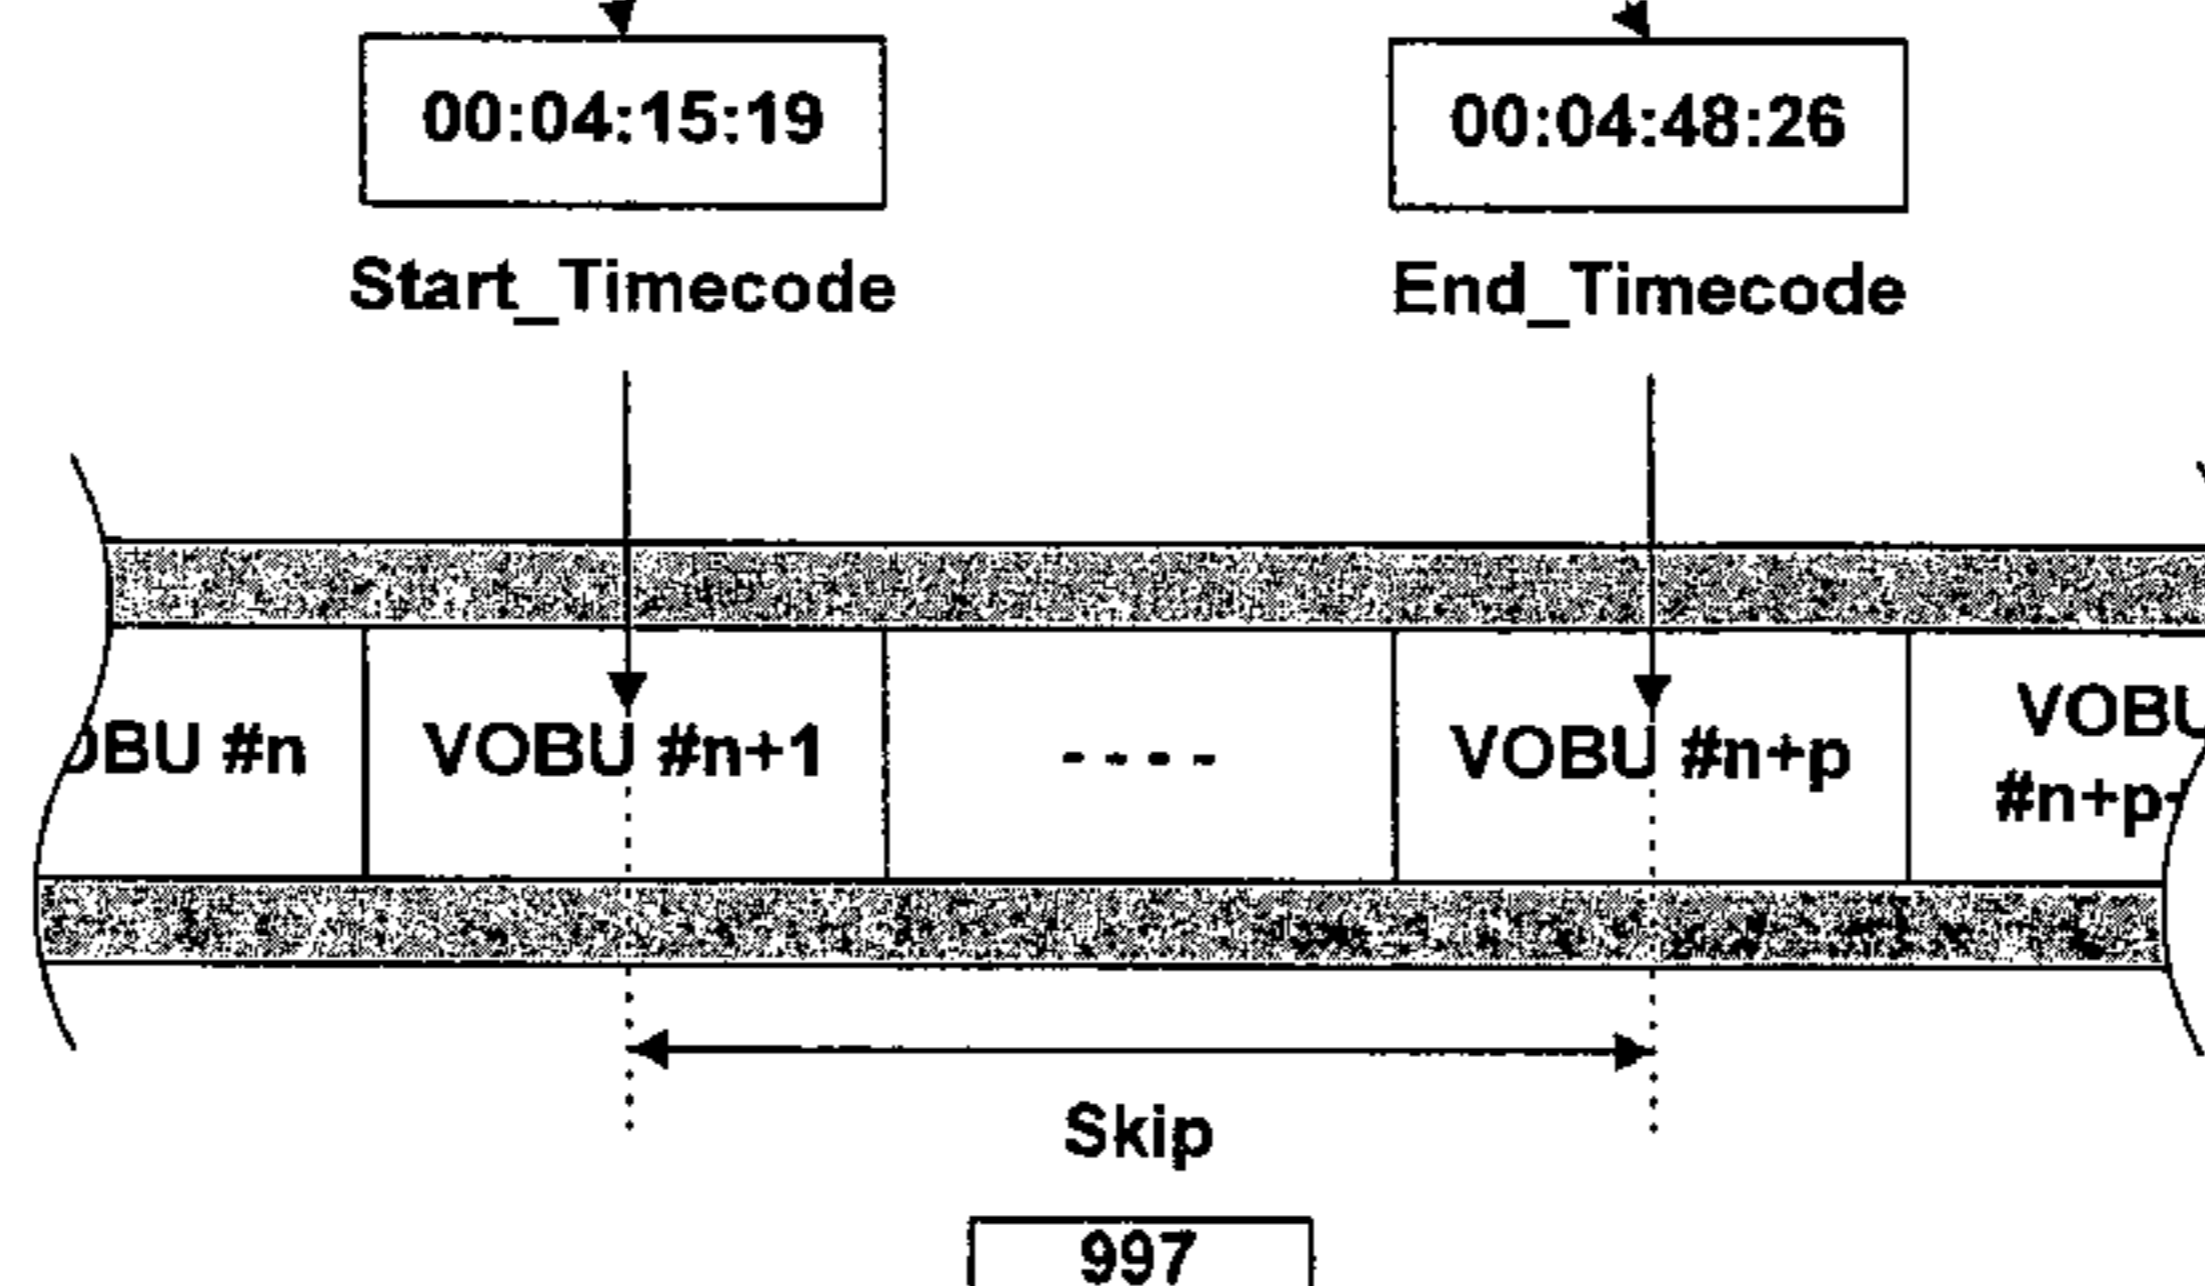 00:04:15:19
00:04:48:26
Start_Timecode
End_Timecode
#n
VOBU #n+1
- - - -
VOBU #n+p
Skip
997